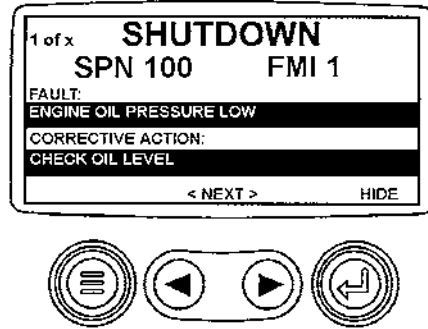 1 of x SHUTDOWN
SPN 100 FMI 1
FAULT:
ENGINE OIL PRESSURE LOW
CORRECTIVE ACTION:
CHECK OIL LEVEL
< NEXT > HIDE